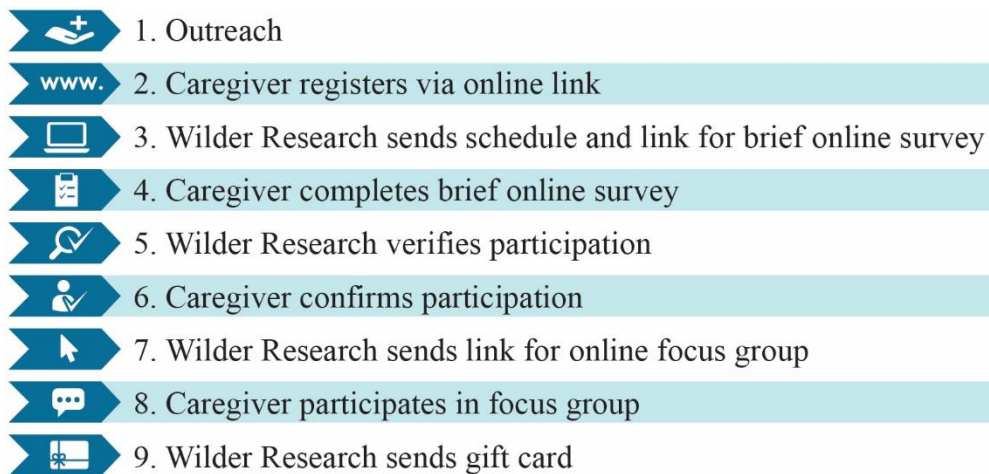 1. Outreach
www. 2. Caregiver registers via online link
3. Wilder Research sends schedule and link for brief online survey
4. Caregiver completes brief online survey
5. Wilder Research verifies participation
6. Caregiver confirms participation
7. Wilder Research sends link for online focus group
8. Caregiver participates in focus group
9. Wilder Research sends gift card